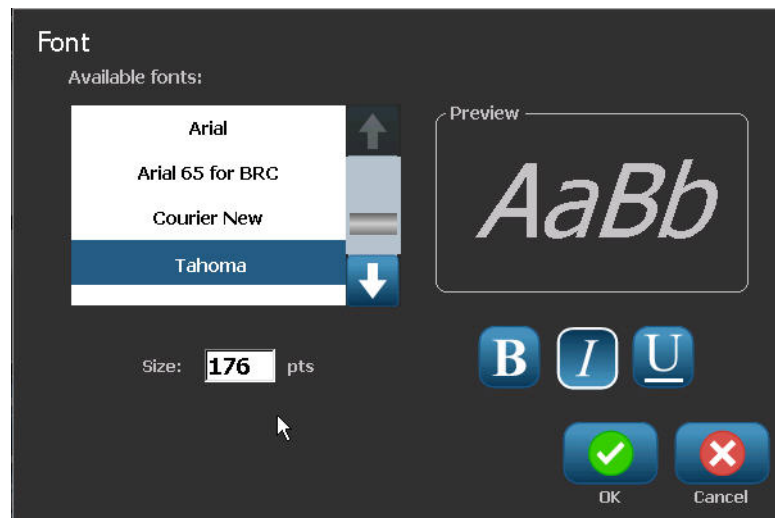 Font
Available fonts:
Arial
Arial 65 for BRC
Courier New
Tahoma
Preview
AaBb
Size: 176 pts
B I U
OK Cancel